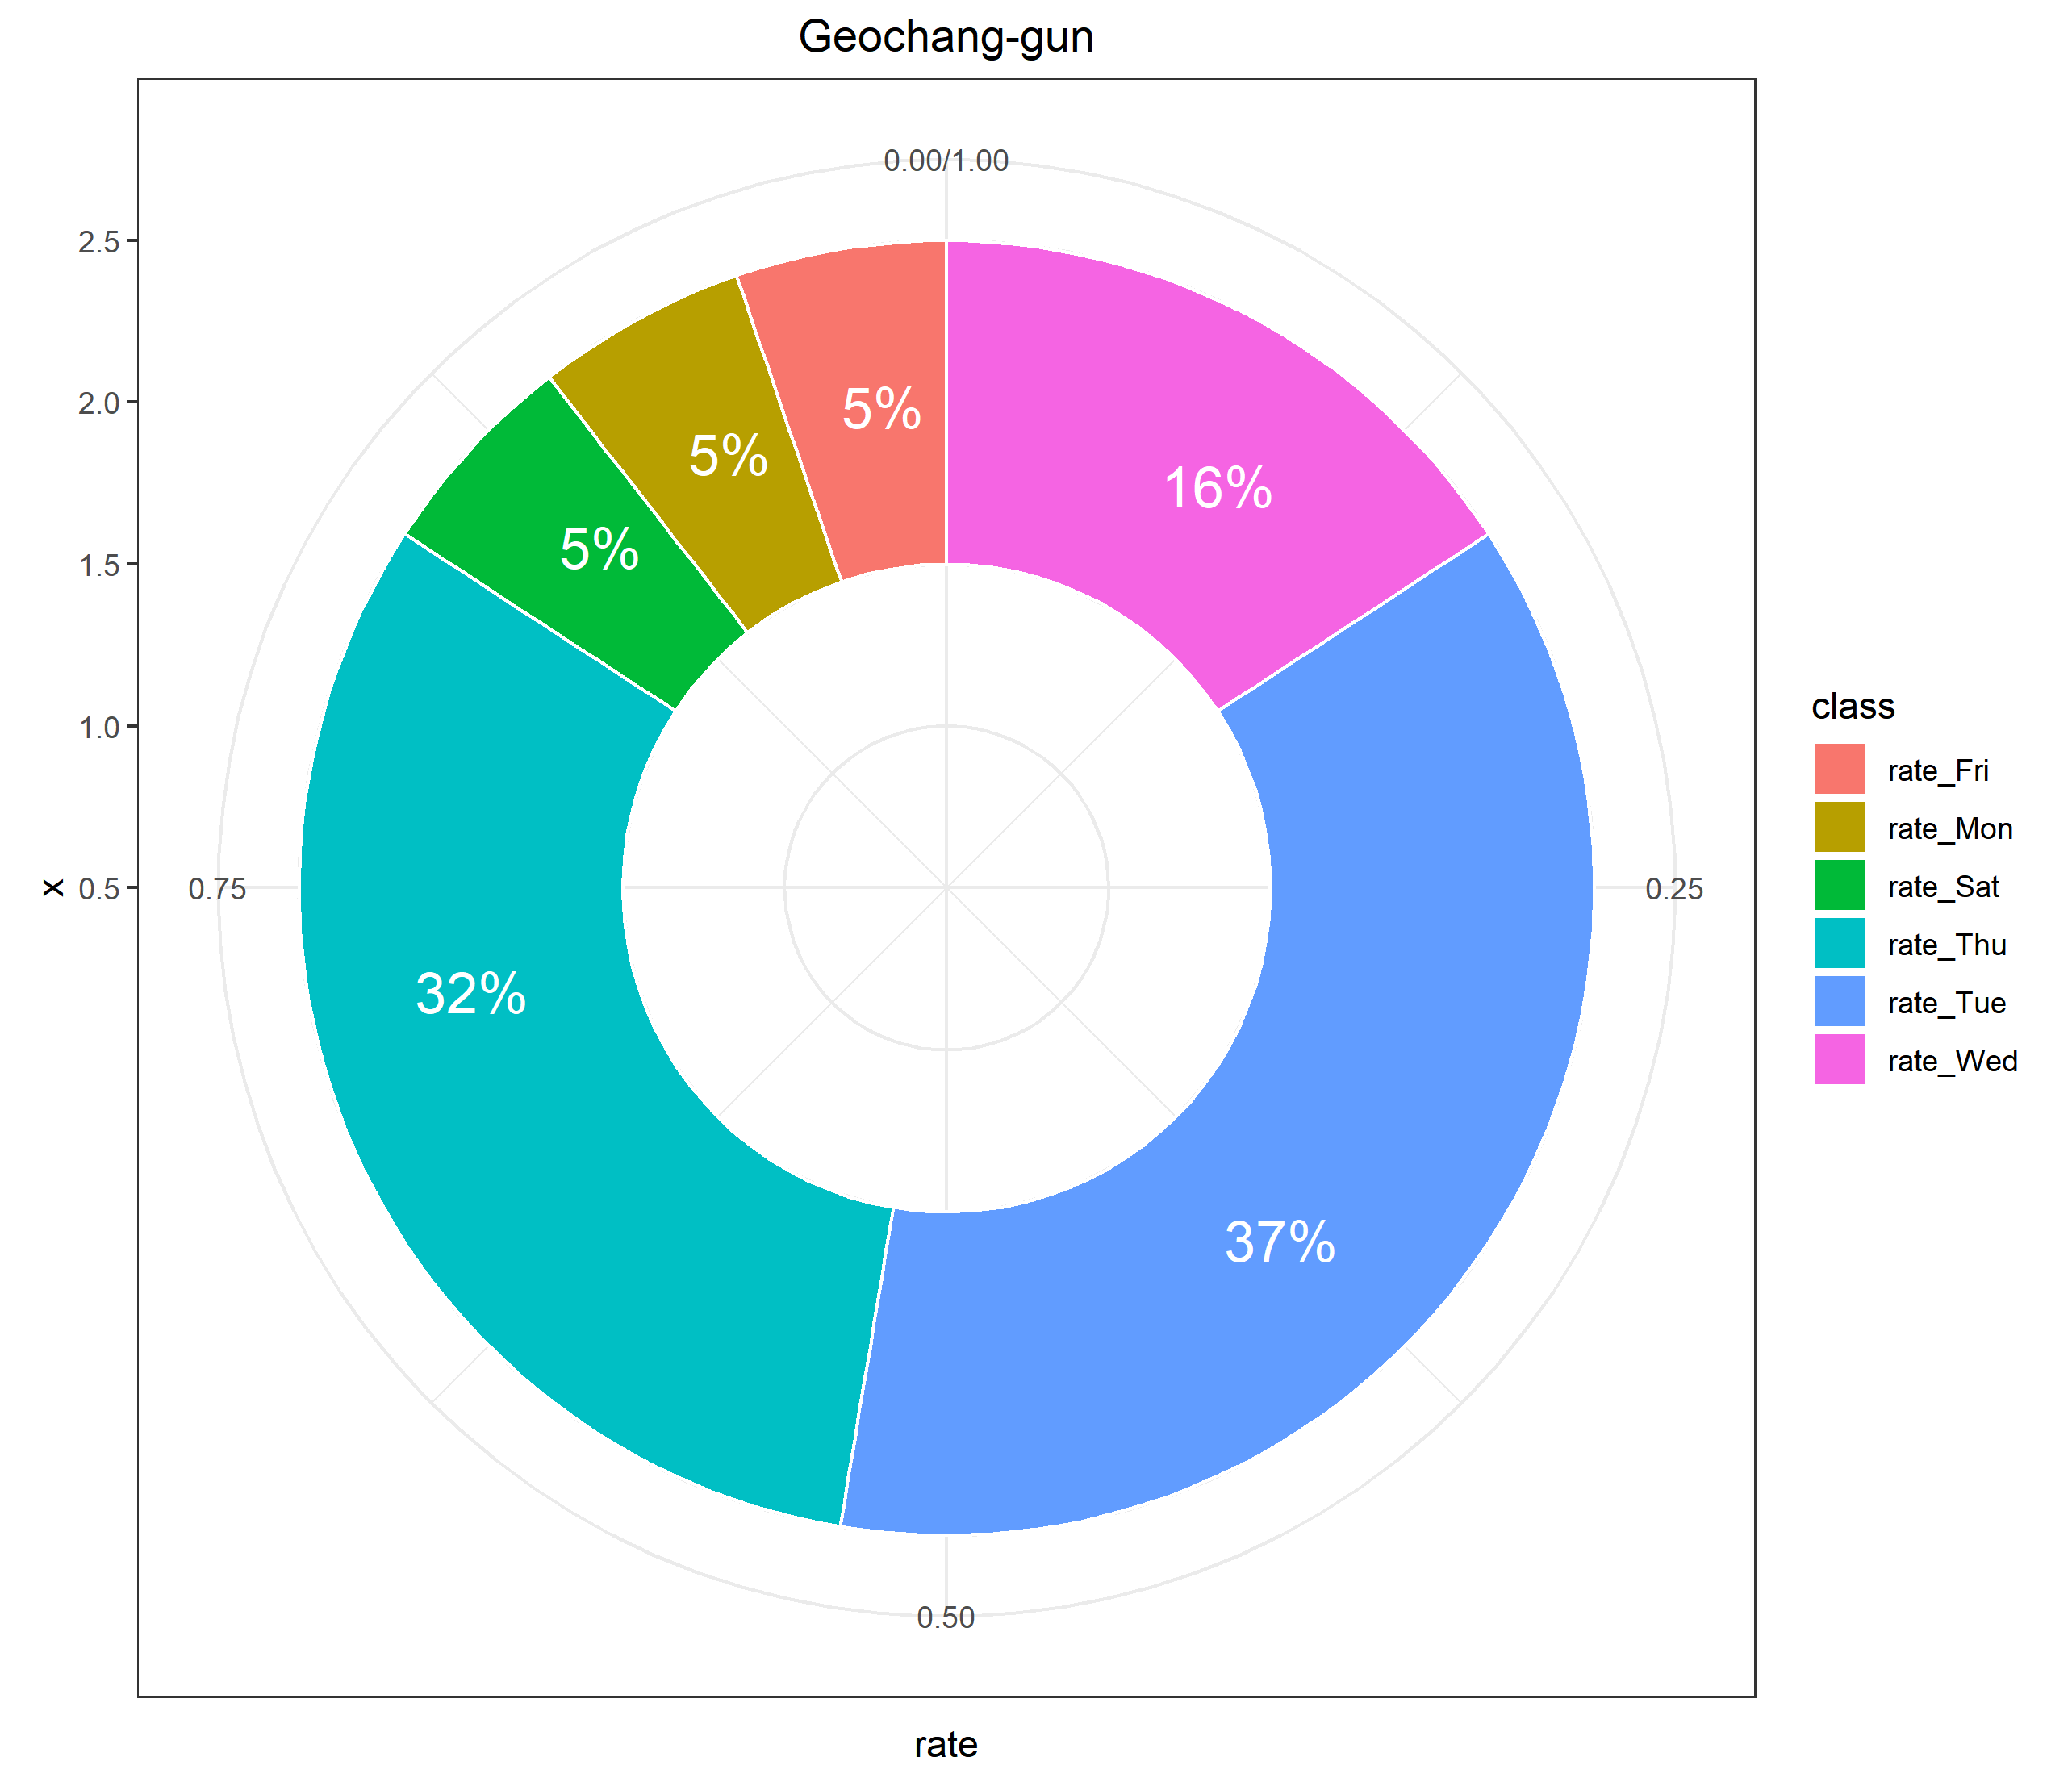 Geochang-gun
0.00/1.00
2.5
2.0
1.5
1.0
x 0.5
0.75
0.25
0.50
5%
5%
5%
16%
32%
37%
rate
class
rate_Fri
rate_Mon
rate_Sat
rate_Thu
rate_Tue
rate_Wed